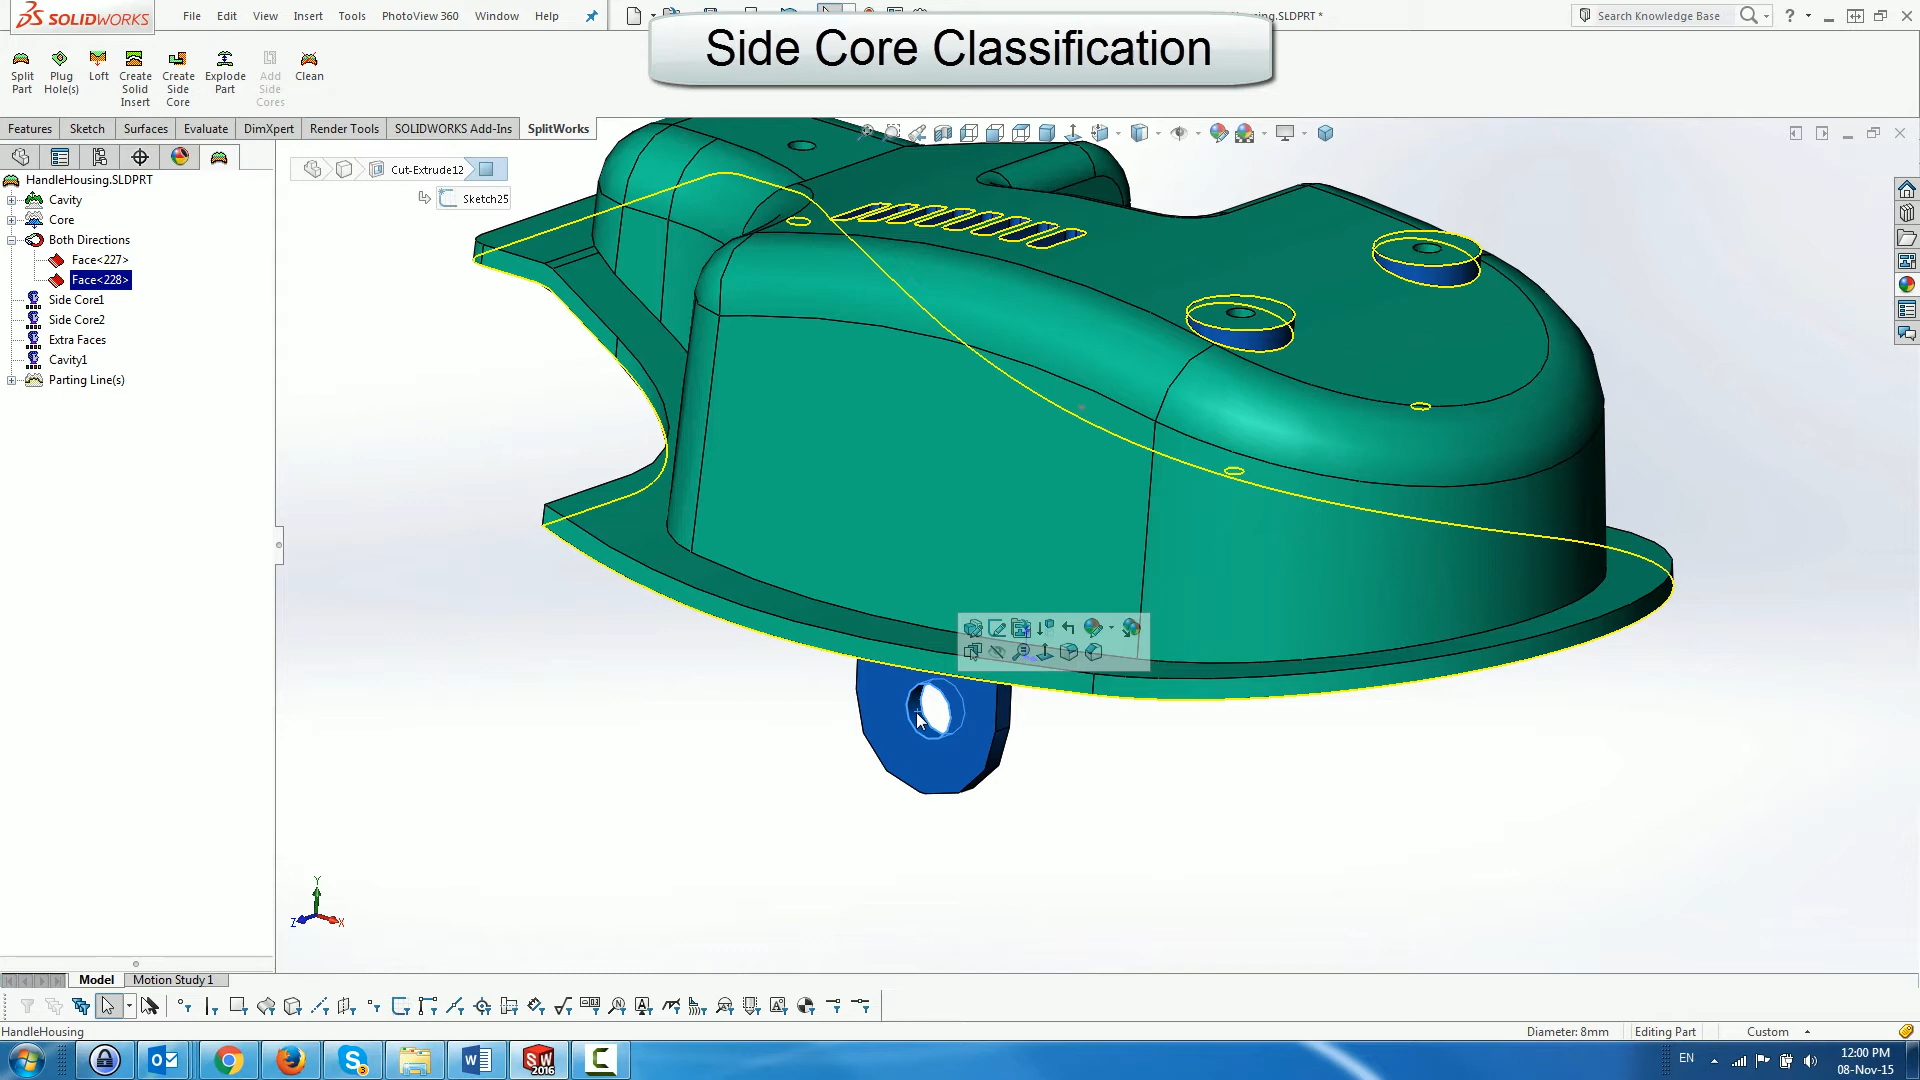 SOLIDWORKS
File Edit View Insert Tools PhotoView 360 Window Help
Housing.SLDPRT *
Search Knowledge Base
Side Core Classification
Split Part
Plug Hole(s)
Loft
Create Solid Insert
Create Side Core
Explode Part
Add Side Cores
Clean
Features Sketch Surfaces Evaluate DimXpert Render Tools SOLIDWORKS Add-Ins SplitWorks
HandleHousing.SLDPRT
Cavity
Core
Both Directions
Face<227>
Face<228>
Side Core1
Side Core2
Extra Faces
Cavity1
Parting Line(s)
Cut-Extrude12
Sketch25
Y
Z
X
Model Motion Study 1
HandleHousing
Diameter: 8mm Editing Part Custom
SW 2016
EN
12:00 PM
08-Nov-15